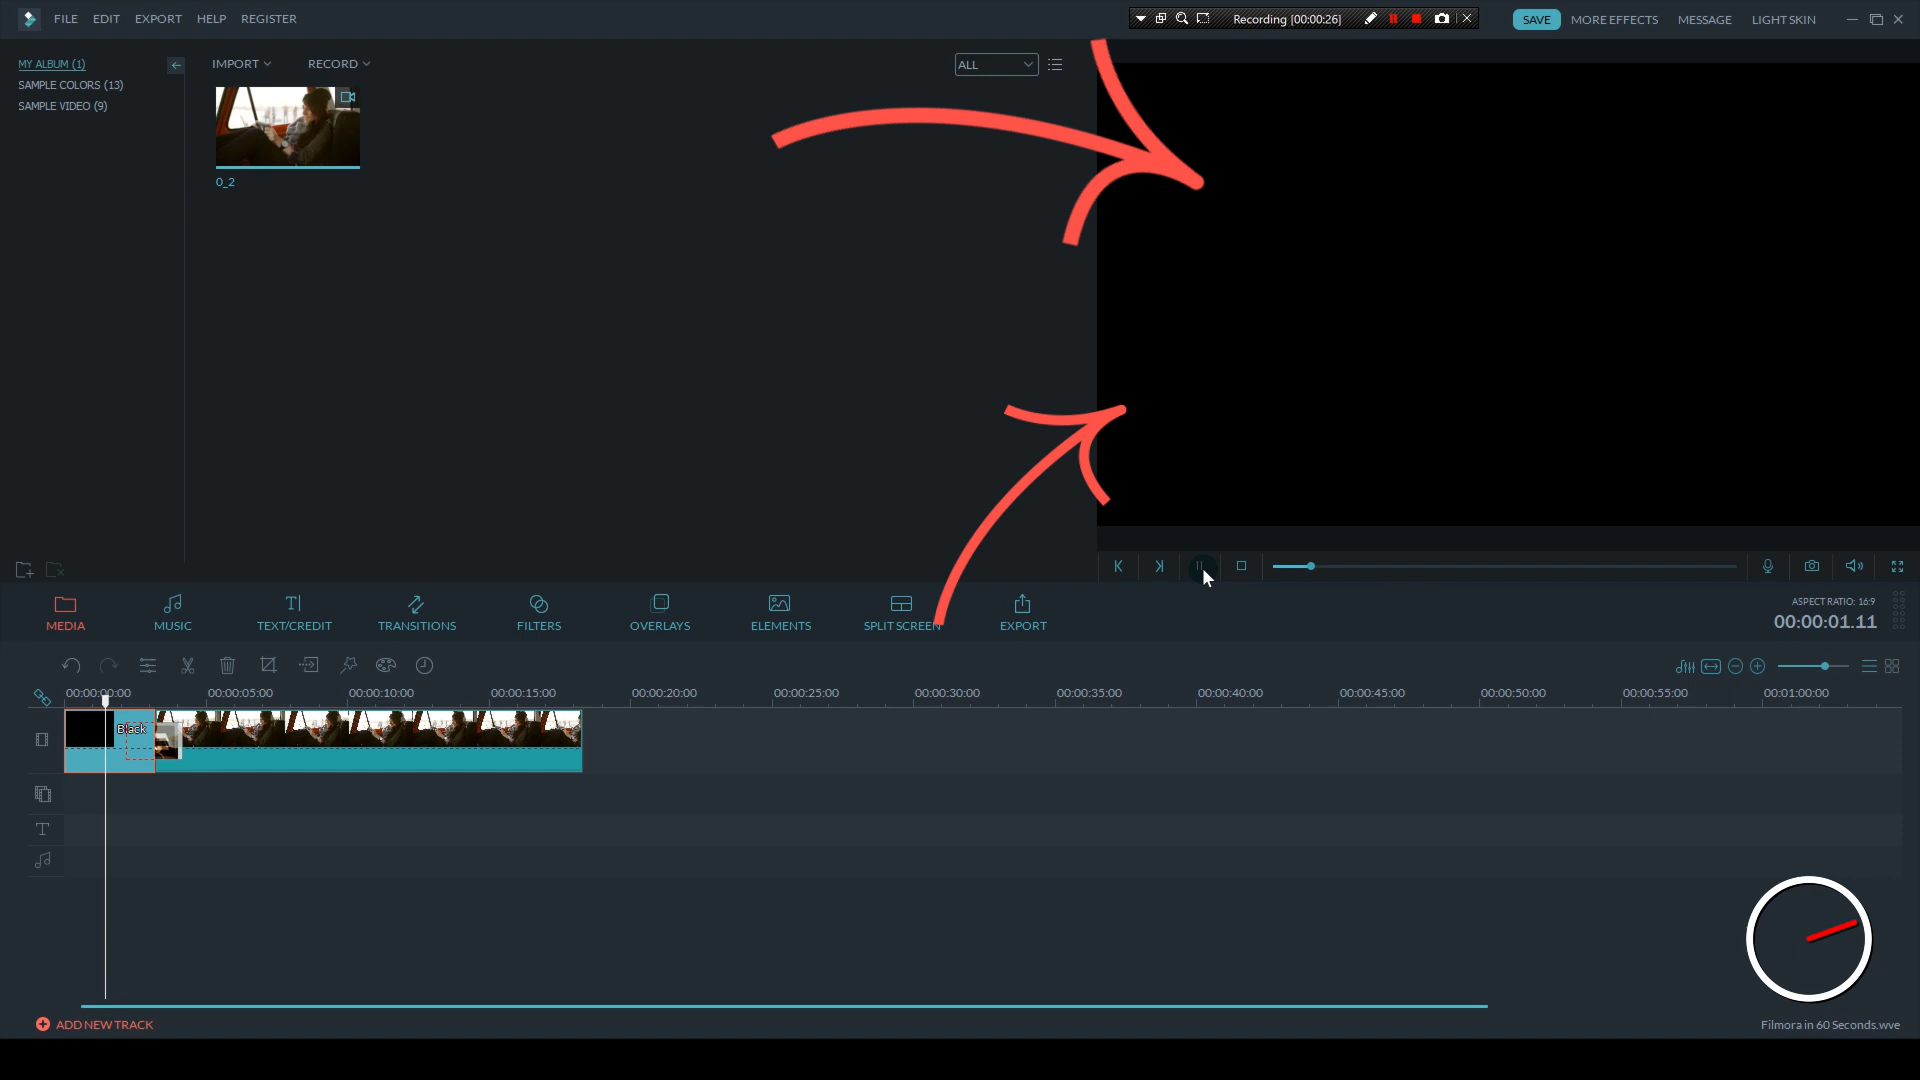 FILE EDIT EXPORT HELP REGISTER
Recording [00:00:26]
SAVE MORE EFFECTS MESSAGE LIGHT SKIN
MY ALBUM (1)
SAMPLE COLORS (13)
SAMPLE VIDEO (9)
IMPORT RECORD
ALL
0_2
MEDIA MUSIC TEXT/CREDIT TRANSITIONS FILTERS OVERLAYS ELEMENTS SPLIT SCREEN EXPORT
ASPECT RATIO: 16:9
00:00:01.11
00:00:00:00 00:00:05:00 00:00:10:00 00:00:15:00 00:00:20:00 00:00:25:00 00:00:30:00 00:00:35:00 00:00:40:00 00:00:45:00 00:00:50:00 00:00:55:00 00:01:00:00
Black
ADD NEW TRACK
Filmora in 60 Seconds.wve